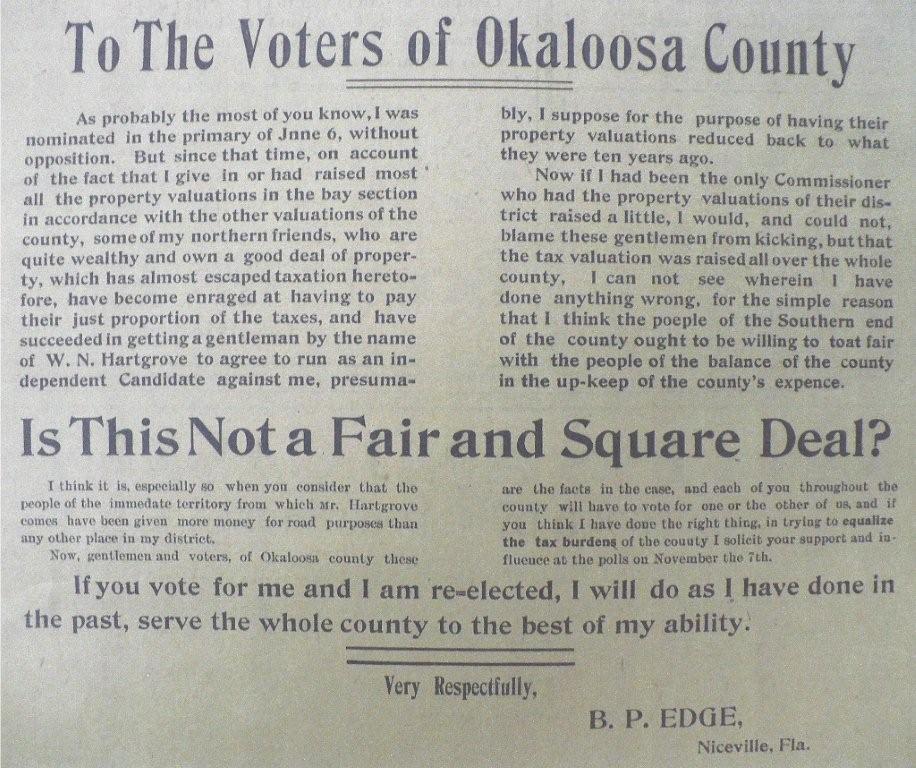 To The Voters of Okaloosa County
As probably the most of you know, I was
nominated in the primary of Jnne 6, without
opposition. But since that time, on account
of the fact that I give in or had raised most
all the property valuations in the bay section
in accordance with the other valuations of the
county, some of my northern friends, who are
quite wealthy and own a good deal of proper-
ty, which has almost escaped taxation hereto-
fore, have become enraged at having to pay
their just proportion of the taxes, and have
succeeded in getting a gentleman by the name
of W. N. Hartgrove to agree to run as an in-
dependent Candidate against me, presuma-
bly, I suppose for the purpose of having their
property valuations reduced back to what
they were ten years ago.
Now if I had been the only Commissioner
who had the property valuations of their dis-
trict raised a little, I would, and could not,
blame these gentlemen from kicking, but that
the tax valuation was raised all over the whole
county, I can not see wherein I have
done anything wrong, for the simple reason
that I think the poeple of the Southern end
of the county ought to be willing to toat fair
with the people of the balance of the county
in the up-keep of the county's expence.
Is This Not a Fair and Square Deal?
I think it is, especially so when you consider that the
people of the immedate territory from which Mr. Hartgrove
comes have been given more money for road purposes than
any other place in my district.
Now, gentlemen and voters, of Okaloosa county these
are the facts in the case, and each of you throughout the
county will have to vote for one or the other of us, and if
you think I have done the right thing, in trying to equalize
the tax burdens of the county I solicit your support and in-
fluence at the polls on November the 7th.
If you vote for me and I am re-elected, I will do as I have done in
the past, serve the whole county to the best of my ability.
Very Respectfully,
B. P. EDGE,
Niceville, Fla.